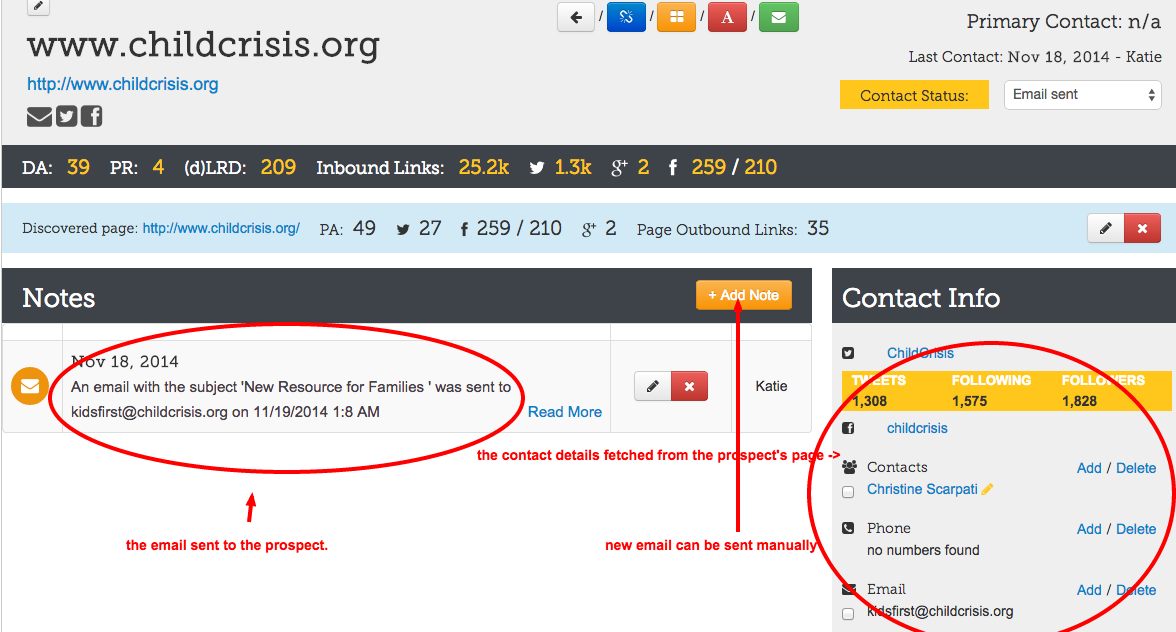 / / / A /
Primary Contact: n/a
www.childcrisis.org
Last Contact: Nov 18, 2014 - Katie
http://www.childcrisis.org
Contact Status: Email sent
DA: 39 PR: 4 (d)LRD: 209 Inbound Links: 25.2k 1.3k g+ 2 f 259 / 210
Discovered page: http://www.childcrisis.org/ PA: 49 27 f 259 / 210 g+ 2 Page Outbound Links: 35
Notes
+ Add Note
Nov 18, 2014
An email with the subject 'New Resource for Families ' was sent to
kidsfirst@childcrisis.org on 11/19/2014 1:8 AM
Read More
Katie
the email sent to the prospect.
the contact details fetched from the prospect's page ->
new email can be sent manually
Contact Info
ChildCrisis
TWEETS FOLLOWING FOLLOWERS
1,308 1,575 1,828
childcrisis
Contacts Add / Delete
Christine Scarpati
Phone Add / Delete
no numbers found
Email Add / Delete
kidsfirst@childcrisis.org